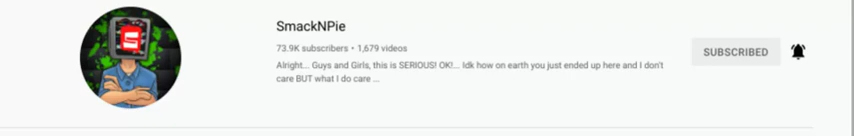 SmackNPie
73.9K subscribers • 1,679 videos
Alright... Guys and Girls, this is SERIOUS! OK!... Idk how on earth you just ended up here and I don't
care BUT what I do care ...
SUBSCRIBED
S